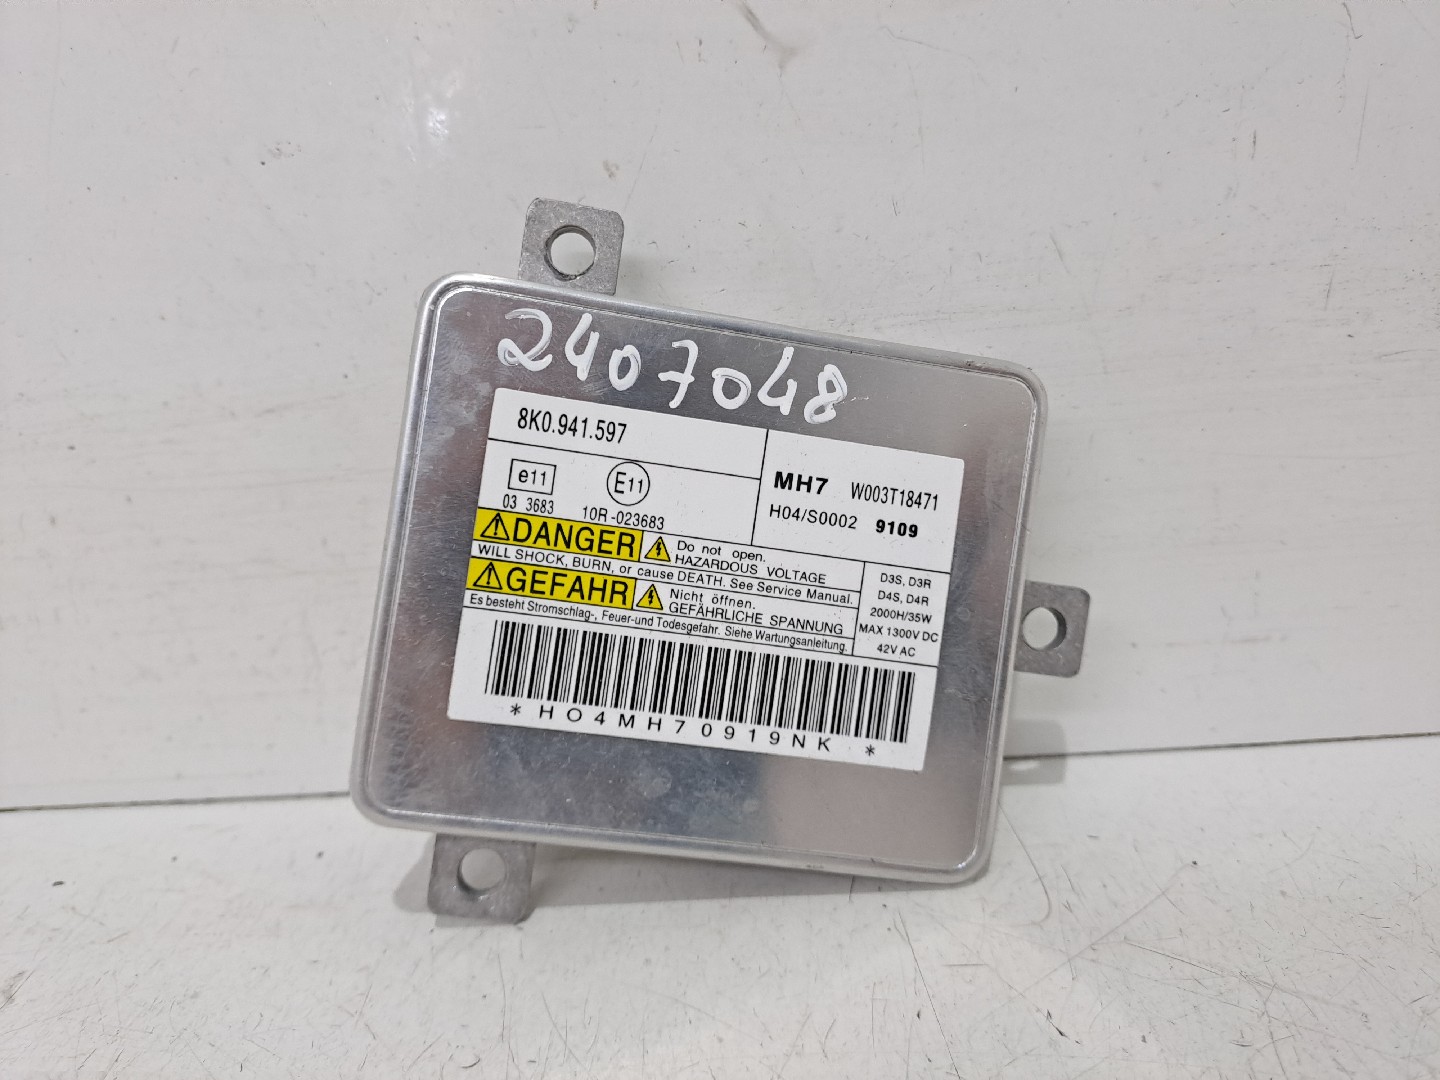 2407048
8K0.941.597
e11
E11
03 3683
10R-023683
MH7 W003T18471
H04/S0002 9109
DANGER
Do not open.
HAZARDOUS VOLTAGE
WILL SHOCK, BURN, or cause DEATH. See Service Manual.
GEFAHR
Nicht öffnen.
GEFÄHRLICHE SPANNUNG
Es besteht Stromschlag-, Feuer-und Todesgefahr. Siehe Wartungsanleitung.
D3S, D3R
D4S, D4R
2000H/35W
MAX 1300V DC
42V AC
*HO4MH70919NK *